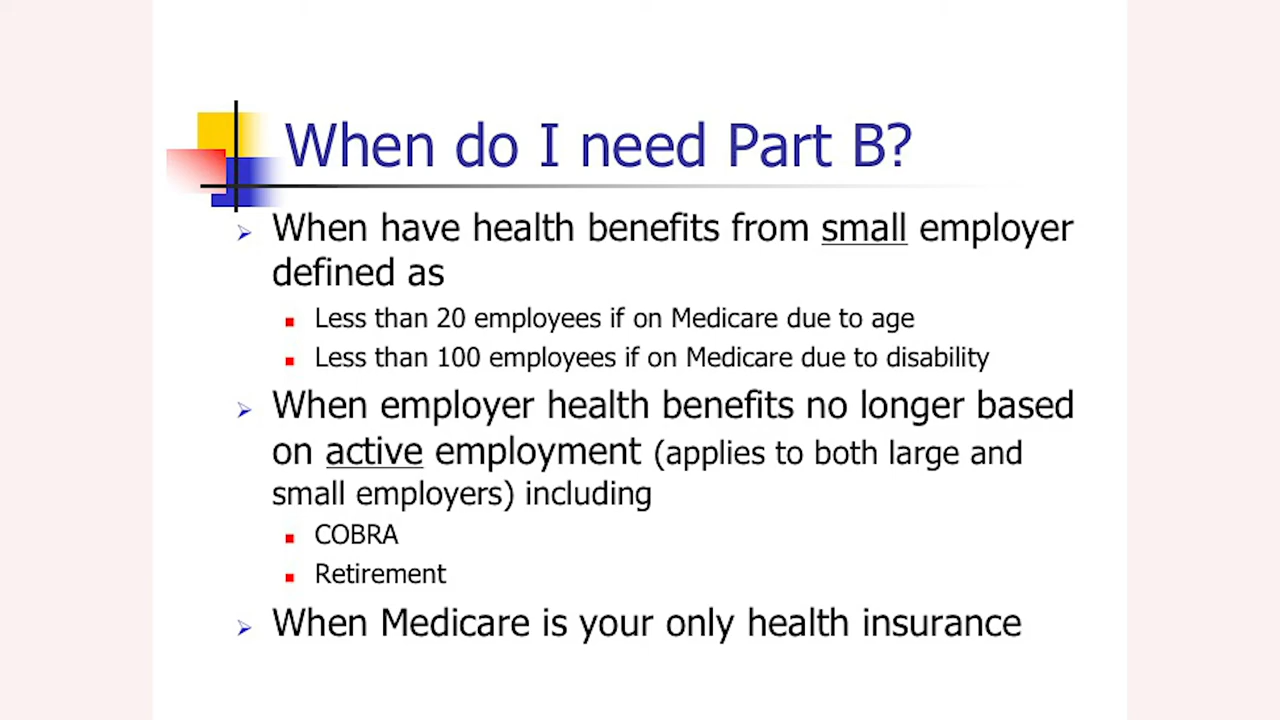 When do I need Part B?
When have health benefits from small employer
defined as
Less than 20 employees if on Medicare due to age
Less than 100 employees if on Medicare due to disability
When employer health benefits no longer based
on active employment (applies to both large and
small employers) including
COBRA
Retirement
When Medicare is your only health insurance